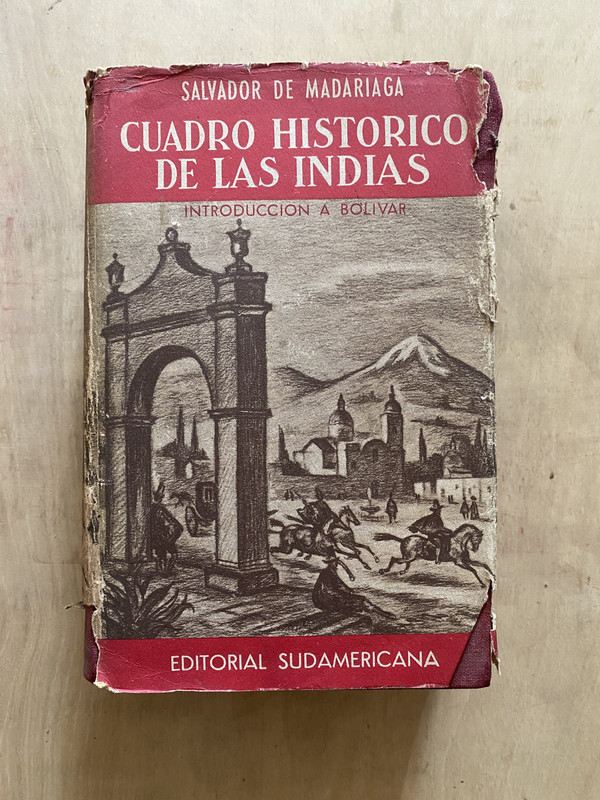 SALVADOR DE MADARIAGA
CUADRO HISTORICO
DE LAS INDIAS
INTRODUCCION A BOLIVAR
EDITORIAL SUDAMERICANA